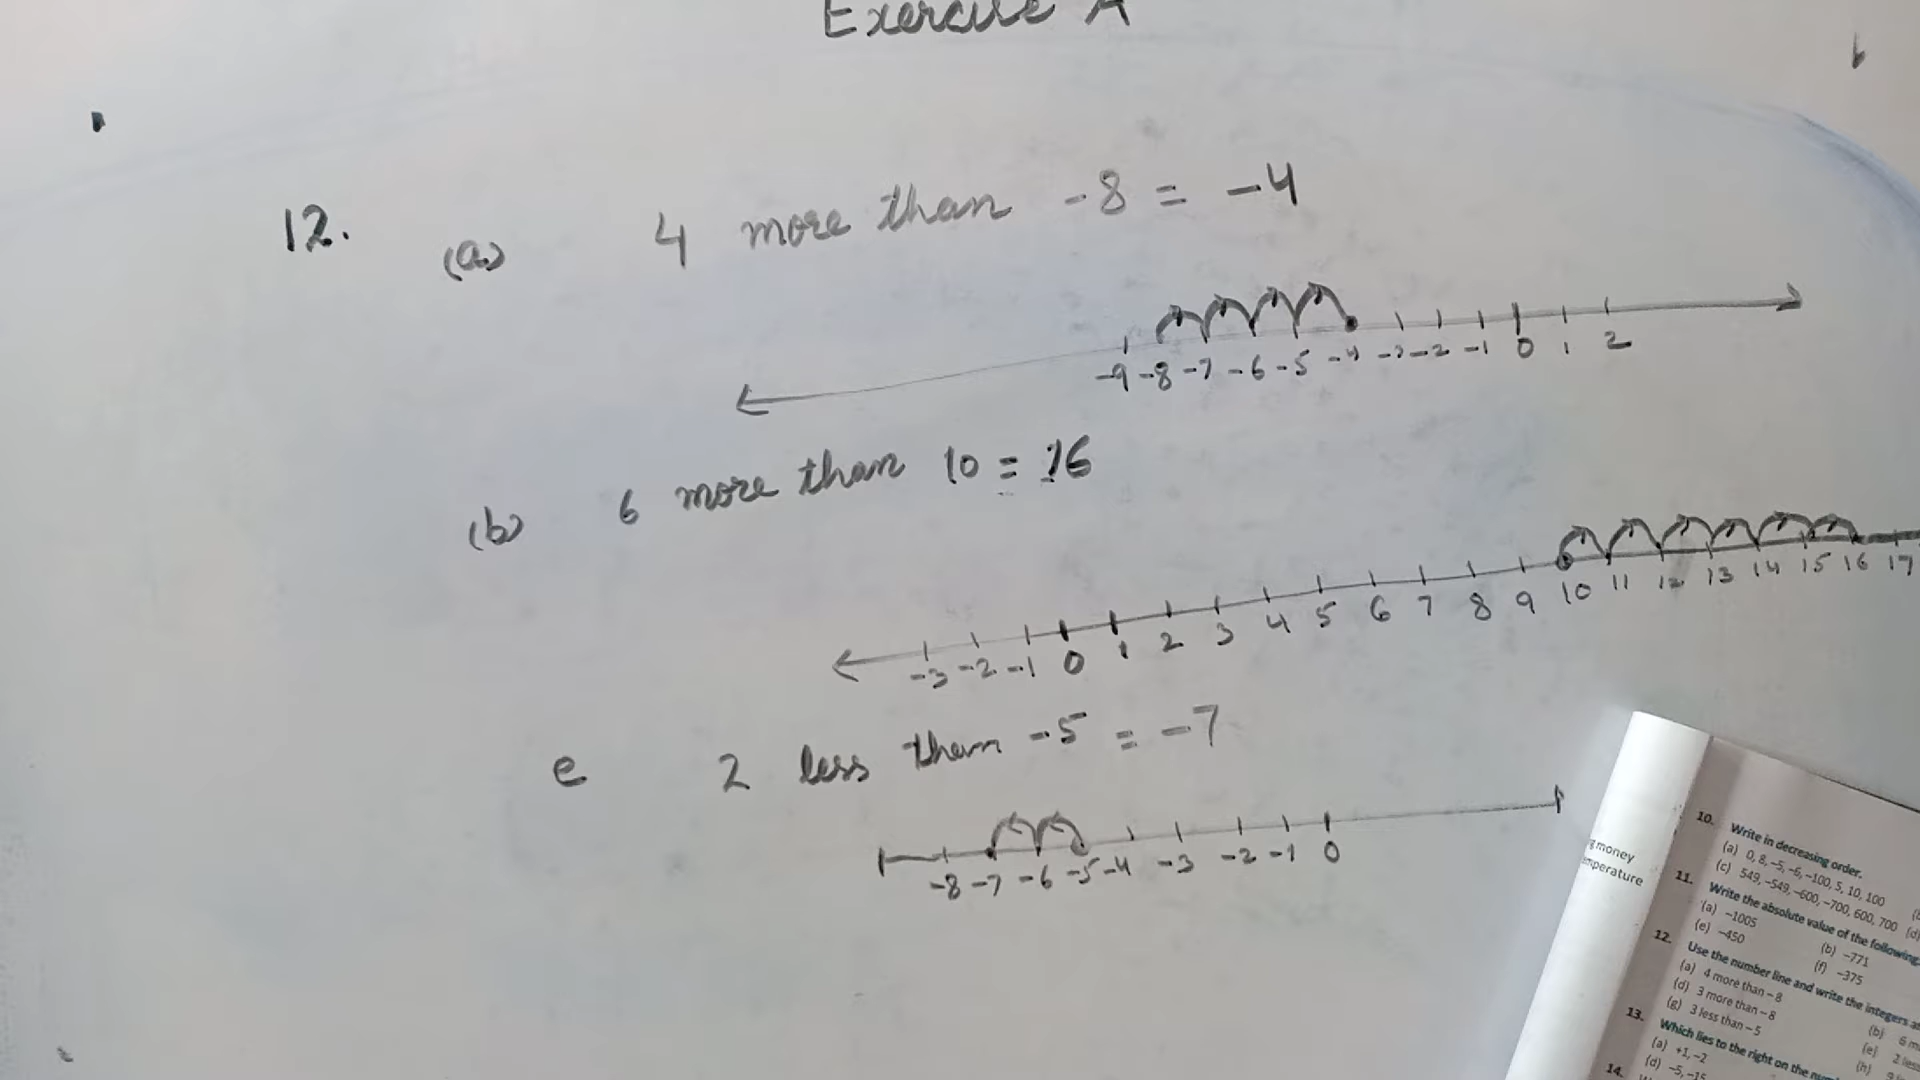 Exercise A
12. (a) 4 more than -8 = -4
-9 -8 -7 -6 -5 -4 -3 -2 -1 0 1 2
(b) 6 more than 10 = 16
-3 -2 -1 0 1 2 3 4 5 6 7 8 9 10 11 12 13 14 15 16 17
e 2 less than -5 = -7
-8 -7 -6 -5 -4 -3 -2 -1 0
money
10. Write in decreasing order.
(a) 0, 8, -5, -6, -100, 5, 10, 100
(c) 549, -549, -600, -700, 600, 700 (d)
11. Write the absolute value of the following.
(a) -1005 (b) -771
(e) -450 (f) -375
12. Use the number line and write the integers
(a) 4 more than -8 (b) 6
(d) 3 more than -8 (e) 2 less
(g) 3 less than -5 (h)
13. Which lies to the right on the
(a) +1, -2
(d) -5, -15
14.